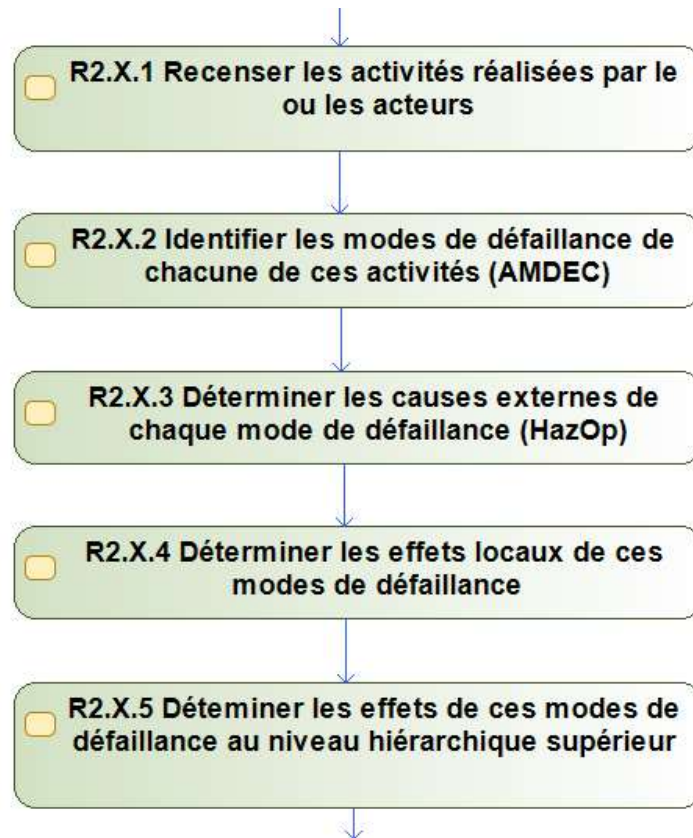 R2.X.1 Recenser les activités réalisées par le
ou les acteurs
R2.X.2 Identifier les modes de défaillance de
chacune de ces activités (AMDEC)
R2.X.3 Déterminer les causes externes de
chaque mode de défaillance (HazOp)
R2.X.4 Déterminer les effets locaux de ces
modes de défaillance
R2.X.5 Déteminer les effets de ces modes de
défaillance au niveau hiérarchique supérieur